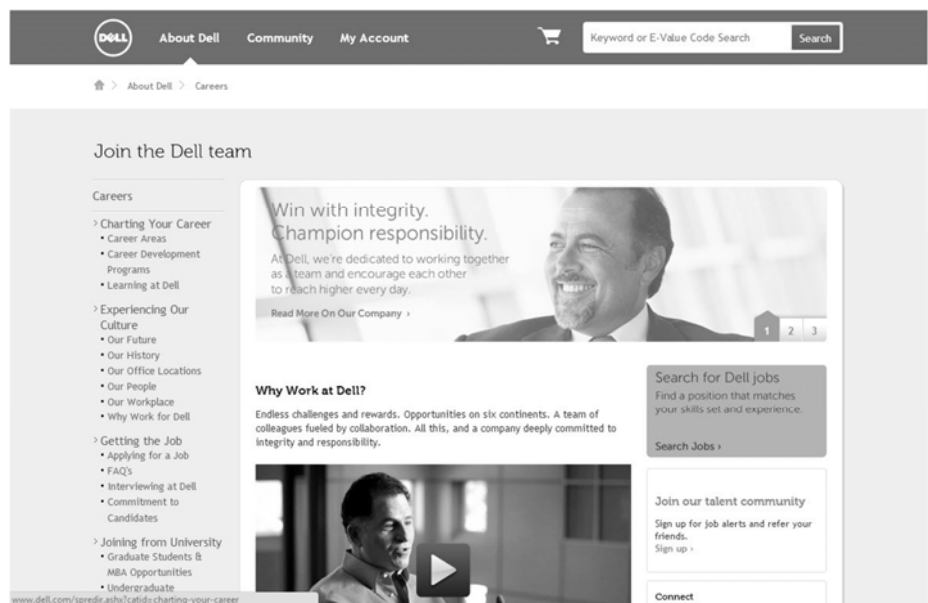 DELL
About Dell
Community
My Account
Keyword or E-Value Code Search
Search
About Dell
Careers
Join the Dell team
Careers
Charting Your Career
Career Areas
Career Development
Programs
Learning at Dell
Experiencing Our
Culture
Our Future
Our History
Our Office Locations
Our People
Our Workplace
Why Work for Dell
Getting the Job
Applying for a Job
FAQ's
Interviewing at Dell
Commitment to
Candidates
Joining from University
Graduate Students &
MBA Opportunities
Undergraduate
Win with integrity.
Champion responsibility.
At Dell, we're dedicated to working together
as a team and encourage each other
to reach higher every day.
Read More On Our Company ›
1 2 3
Why Work at Dell?
Endless challenges and rewards. Opportunities on six continents. A team of
colleagues fueled by collaboration. All this, and a company deeply committed to
integrity and responsibility.
Search for Dell jobs
Find a position that matches
your skills set and experience.
Search Jobs ›
Join our talent community
Sign up for job alerts and refer your
friends.
Sign up ›
Connect
www.dell.com/spredir.ashx?catid=charting-your-career